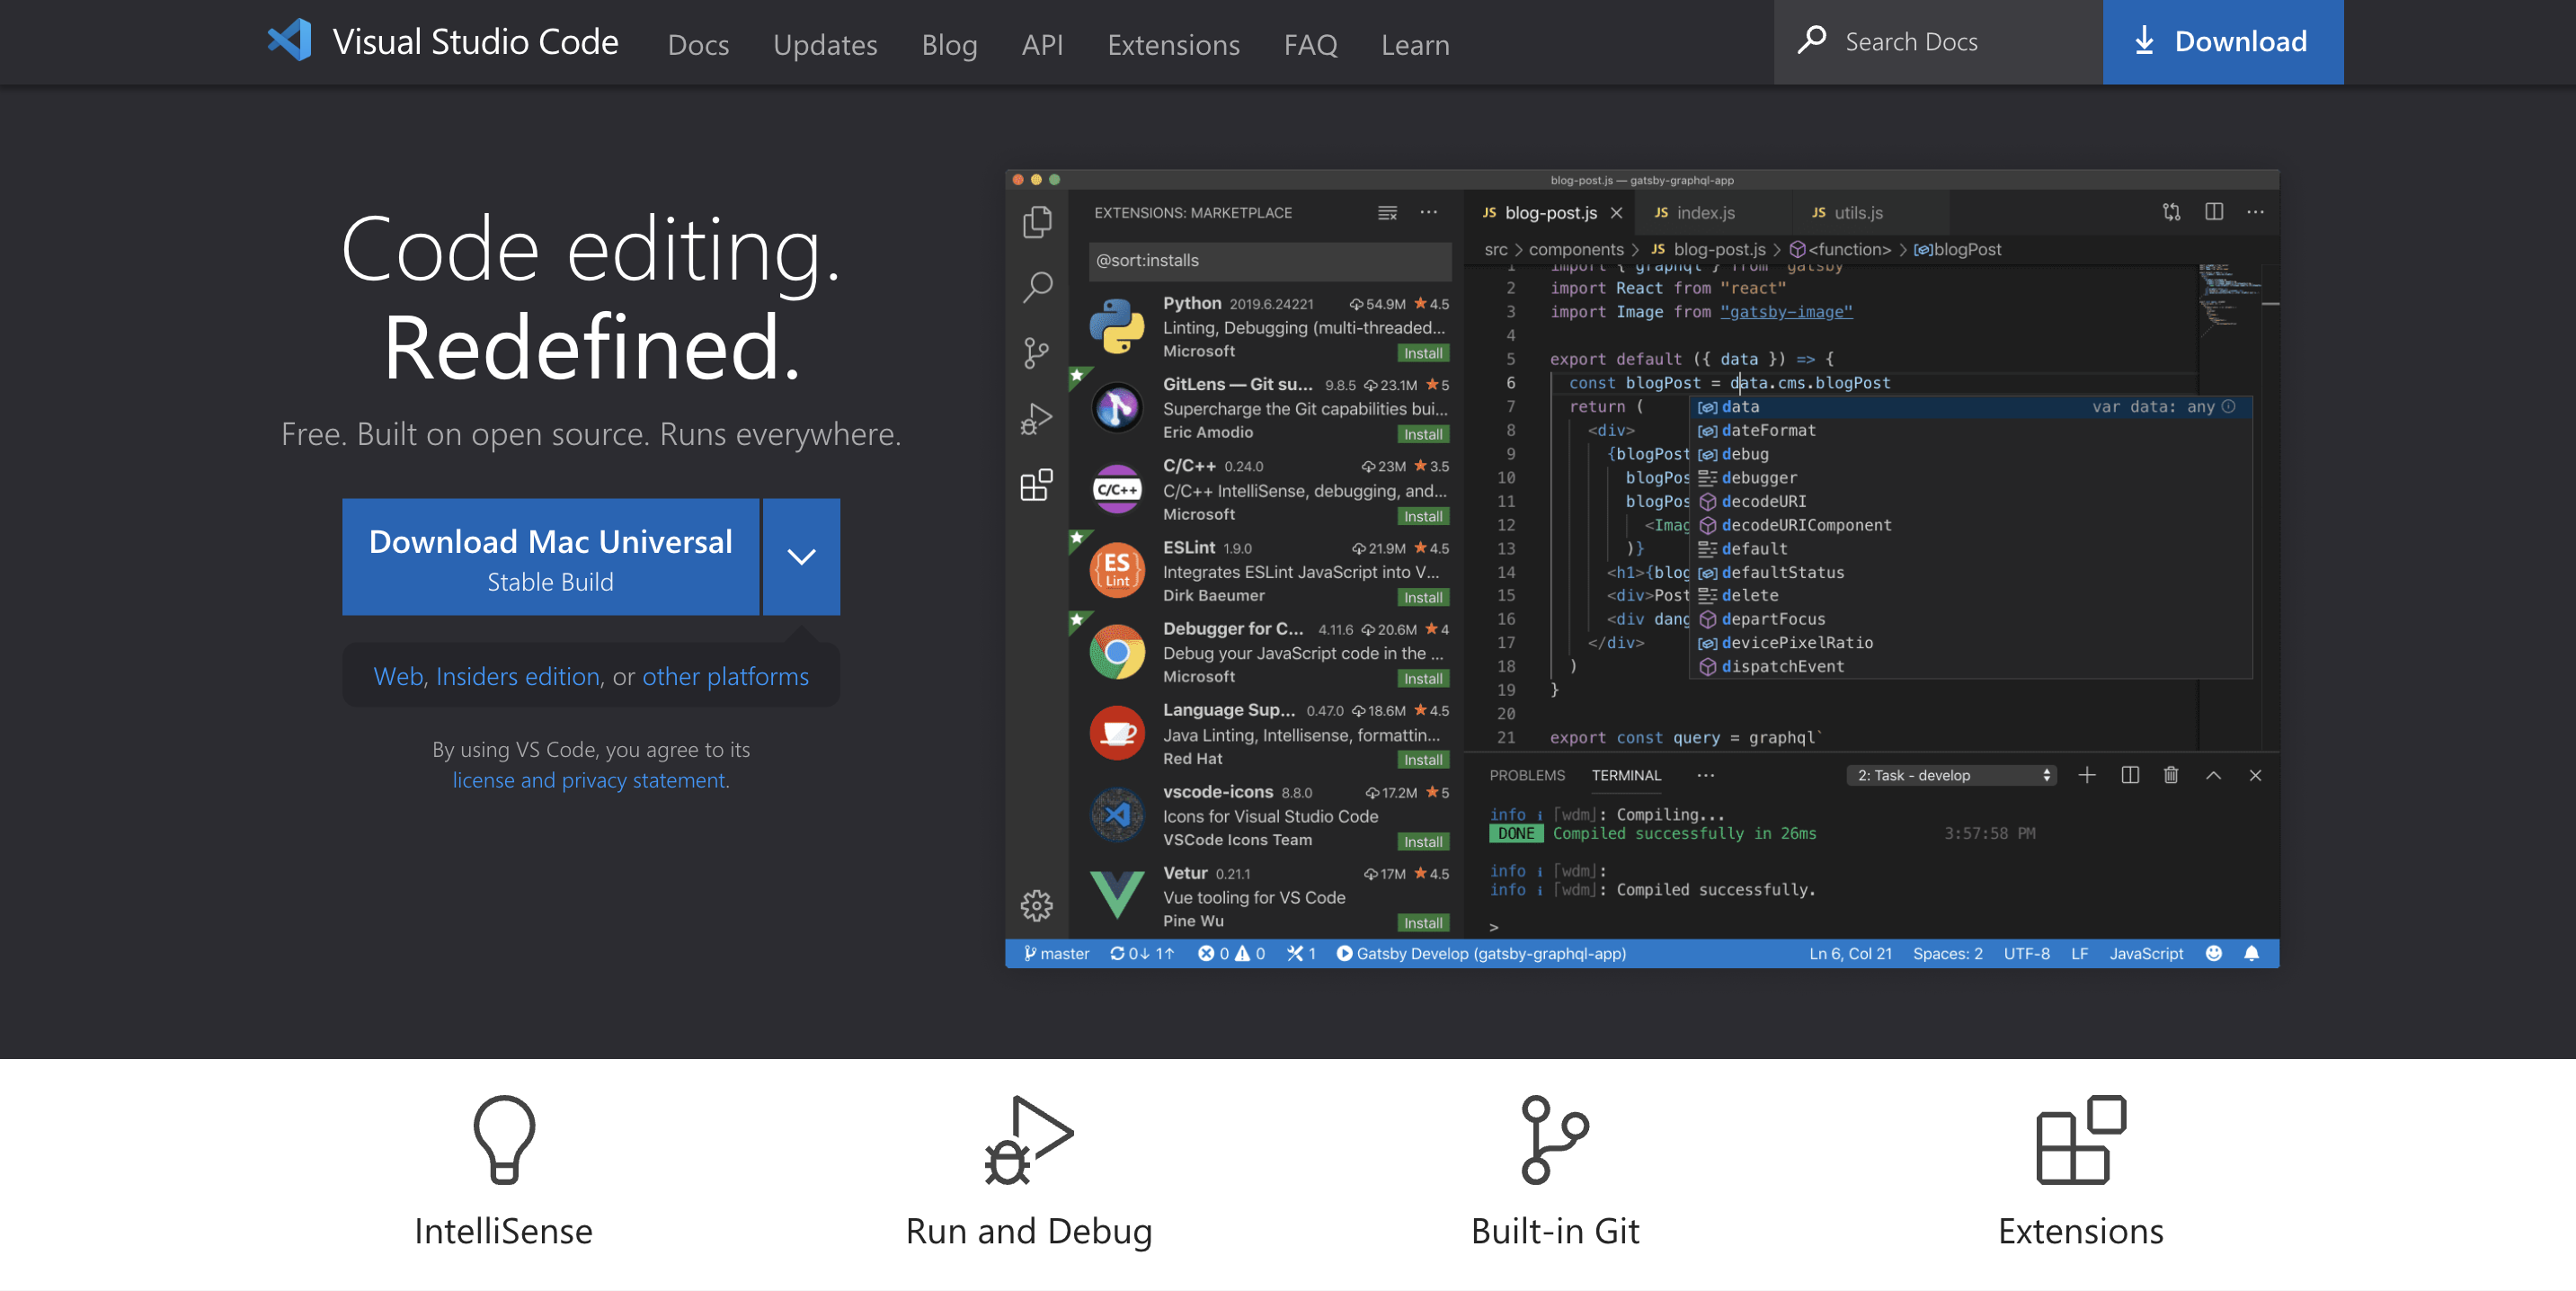 Visual Studio Code Docs Updates Blog API Extensions FAQ Learn Search Docs Download
Code editing.
Redefined.
Free. Built on open source. Runs everywhere.
Download Mac Universal
Stable Build
Web, Insiders edition, or other platforms
By using VS Code, you agree to its
license and privacy statement.
blog-post.js — gatsby-graphql-app
EXTENSIONS: MARKETPLACE ···
@sort:installs
Python 2019.6.24221 54.9M ★4.5
Linting, Debugging (multi-threaded...
Microsoft Install
GitLens — Git su... 9.8.5 23.1M ★5
Supercharge the Git capabilities bui...
Eric Amodio Install
C/C++
C/C++ 0.24.0 23M ★3.5
C/C++ IntelliSense, debugging, and...
Microsoft Install
ES
Lint
ESLint 1.9.0 21.9M ★4.5
Integrates ESLint JavaScript into V...
Dirk Baeumer Install
Debugger for C... 4.11.6 20.6M ★4
Debug your JavaScript code in the ...
Microsoft Install
Language Sup... 0.47.0 18.6M ★4.5
Java Linting, Intellisense, formattin...
Red Hat Install
vscode-icons 8.8.0 17.2M ★5
Icons for Visual Studio Code
VSCode Icons Team Install
Vetur 0.21.1 17M ★4.5
Vue tooling for VS Code
Pine Wu Install
JS blog-post.js × JS index.js JS utils.js ···
src > components > JS blog-post.js > <function> > blogPost
1 import { graphql } from "gatsby"
2 import React from "react"
3 import Image from "gatsby-image"
4
5 export default ({ data }) => {
6 const blogPost = data.cms.blogPost
7 return (
8 <div>
9 {blogPost
10 blogPos
11 blogPos
12 <Imag
13 )}
14 <h1>{blog
15 <div>Post
16 <div dang
17 </div>
18 )
19 }
20
21 export const query = graphql`
data var data: any
dateFormat
debug
debugger
decodeURI
decodeURIComponent
default
defaultStatus
delete
departFocus
devicePixelRatio
dispatchEvent
PROBLEMS TERMINAL ··· 2: Task - develop
info i ⌈wdm⌋: Compiling...
DONE Compiled successfully in 26ms 3:57:58 PM
info i ⌈wdm⌋:
info i ⌈wdm⌋: Compiled successfully.
>
master 0↓ 1↑ 0 0 1 Gatsby Develop (gatsby-graphql-app) Ln 6, Col 21 Spaces: 2 UTF-8 LF JavaScript
IntelliSense
Run and Debug
Built-in Git
Extensions